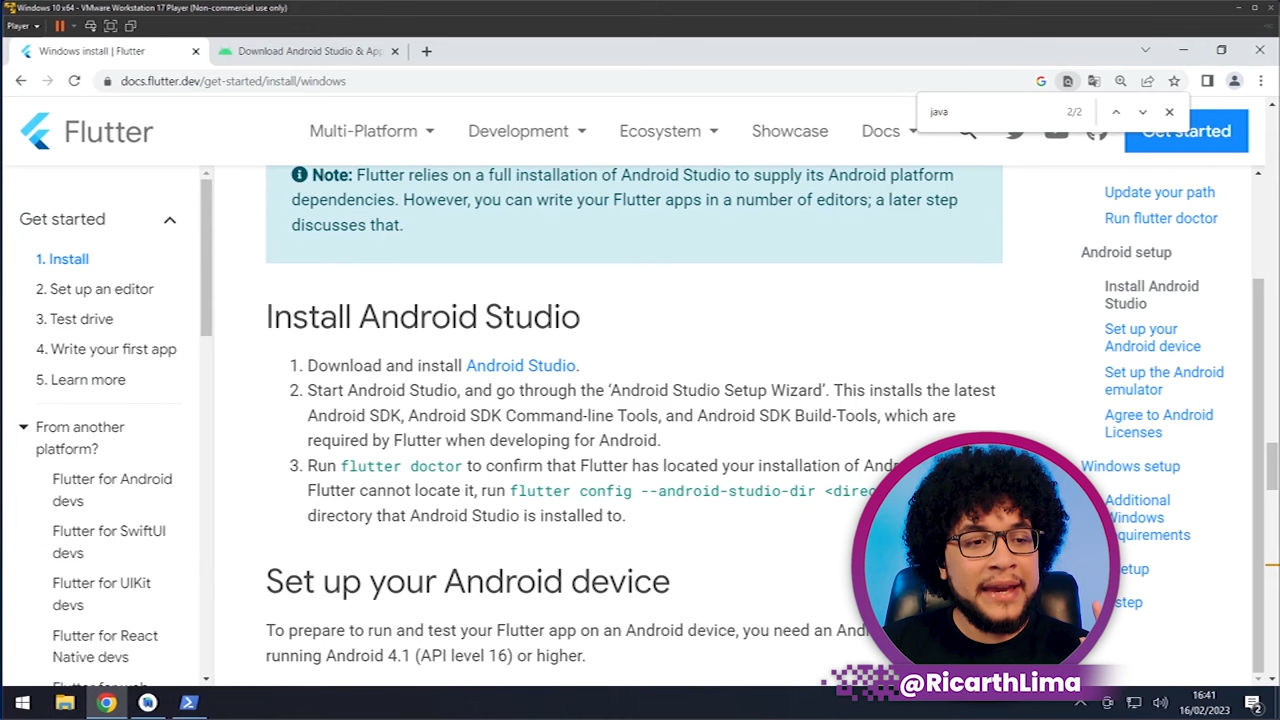 Windows 10 x64 - VMware Workstation 17 Player (Non-commercial use only)
Player
Windows install | Flutter
Download Android Studio & App
docs.flutter.dev/get-started/install/windows
java
2/2
Flutter
Multi-Platform
Development
Ecosystem
Showcase
Docs
Get started
Get started
1. Install
2. Set up an editor
3. Test drive
4. Write your first app
5. Learn more
From another
platform?
Flutter for Android
devs
Flutter for SwiftUI
devs
Flutter for UIKit
devs
Flutter for React
Native devs
Note: Flutter relies on a full installation of Android Studio to supply its Android platform
dependencies. However, you can write your Flutter apps in a number of editors; a later step
discusses that.
Install Android Studio
1. Download and install Android Studio.
2. Start Android Studio, and go through the ‘Android Studio Setup Wizard’. This installs the latest
Android SDK, Android SDK Command-line Tools, and Android SDK Build-Tools, which are
required by Flutter when developing for Android.
3. Run flutter doctor to confirm that Flutter has located your installation of
Flutter cannot locate it, run flutter config --android-studio-dir
directory that Android Studio is installed to.
Set up your Android device
To prepare to run and test your Flutter app on an Android device, you need an
running Android 4.1 (API level 16) or higher.
Update your path
Run flutter doctor
Android setup
Install Android
Studio
Set up your
Android device
Set up the Android
emulator
Agree to Android
Licenses
Windows setup
Additional
Windows
requirements
step
@RicarthLima
16:41
16/02/2023
2